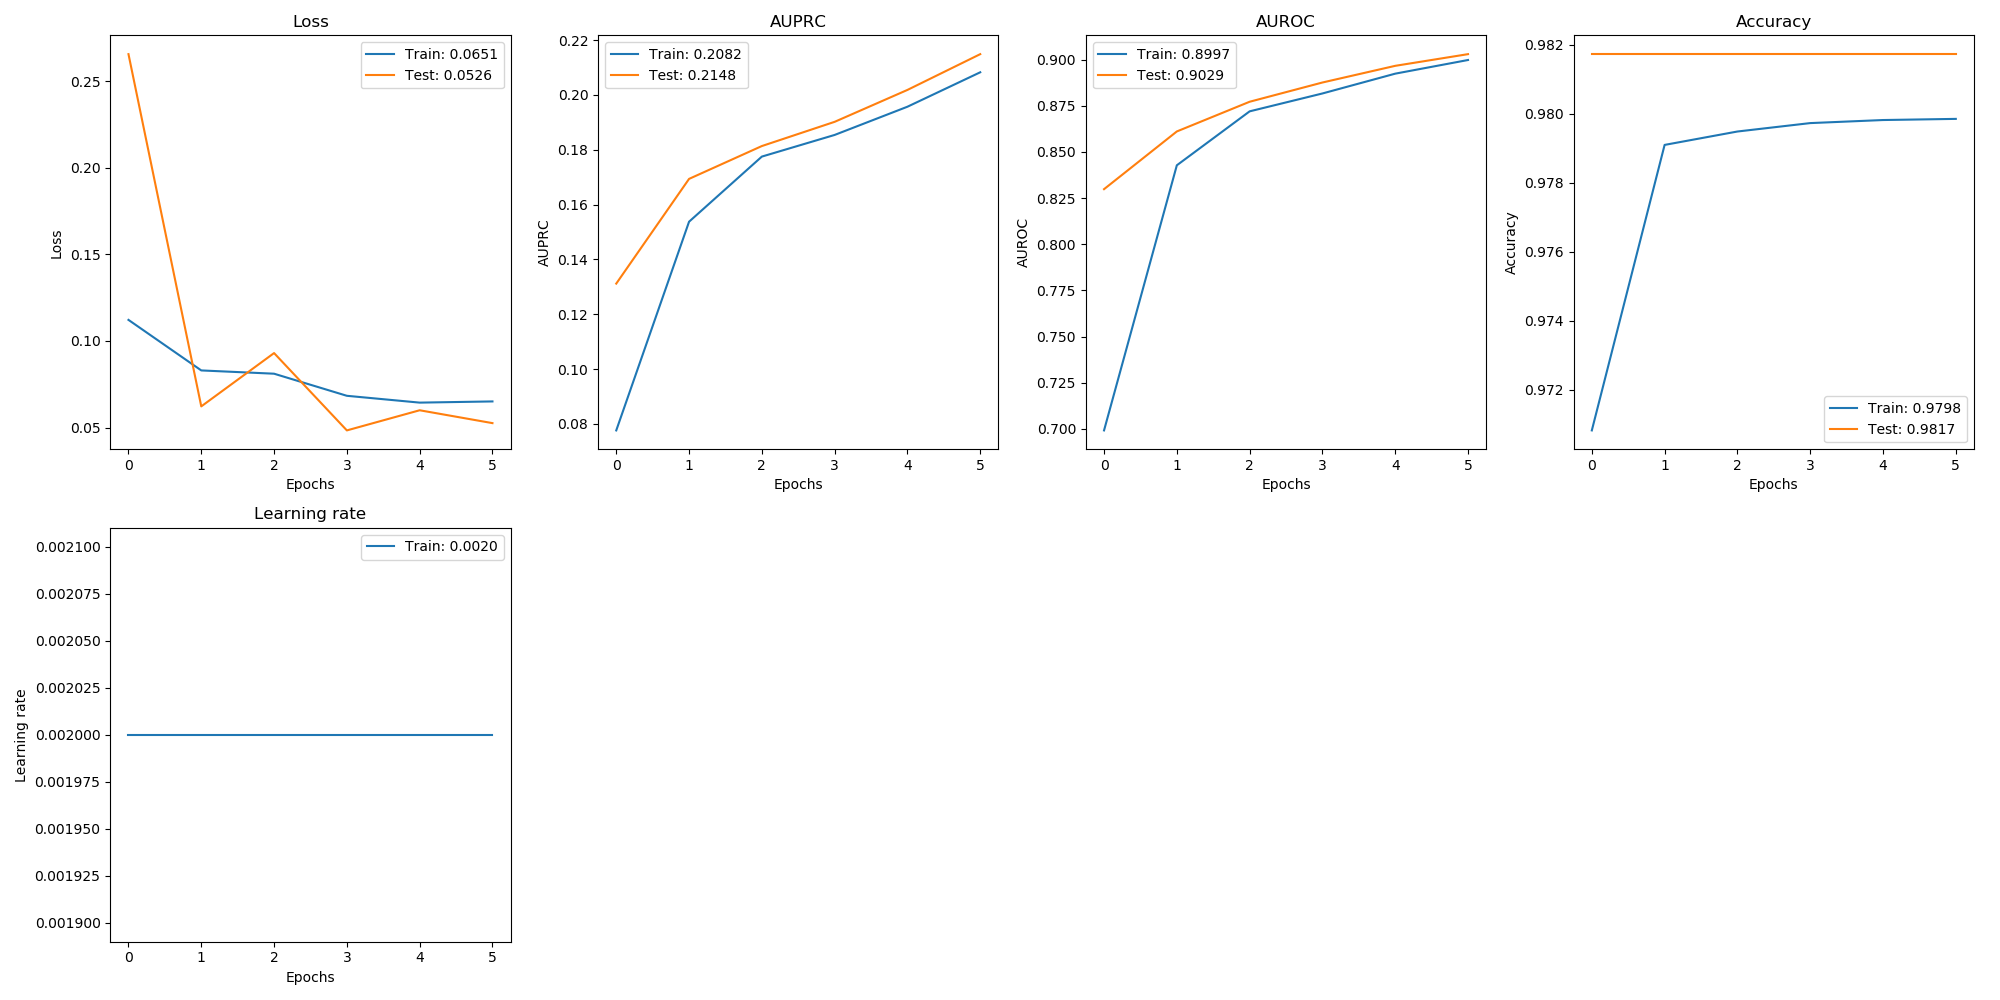 Loss
Loss
0.25
0.20
0.15
0.10
0.05
0 1 2 3 4 5
Epochs
Train: 0.0651
Test: 0.0526
AUPRC
AUPRC
0.22
0.20
0.18
0.16
0.14
0.12
0.10
0.08
0 1 2 3 4 5
Epochs
Train: 0.2082
Test: 0.2148
AUROC
AUROC
0.900
0.875
0.850
0.825
0.800
0.775
0.750
0.725
0.700
0 1 2 3 4 5
Epochs
Train: 0.8997
Test: 0.9029
Accuracy
Accuracy
0.982
0.980
0.978
0.976
0.974
0.972
0 1 2 3 4 5
Epochs
Train: 0.9798
Test: 0.9817
Learning rate
Learning rate
0.002100
0.002075
0.002050
0.002025
0.002000
0.001975
0.001950
0.001925
0.001900
0 1 2 3 4 5
Epochs
Train: 0.0020